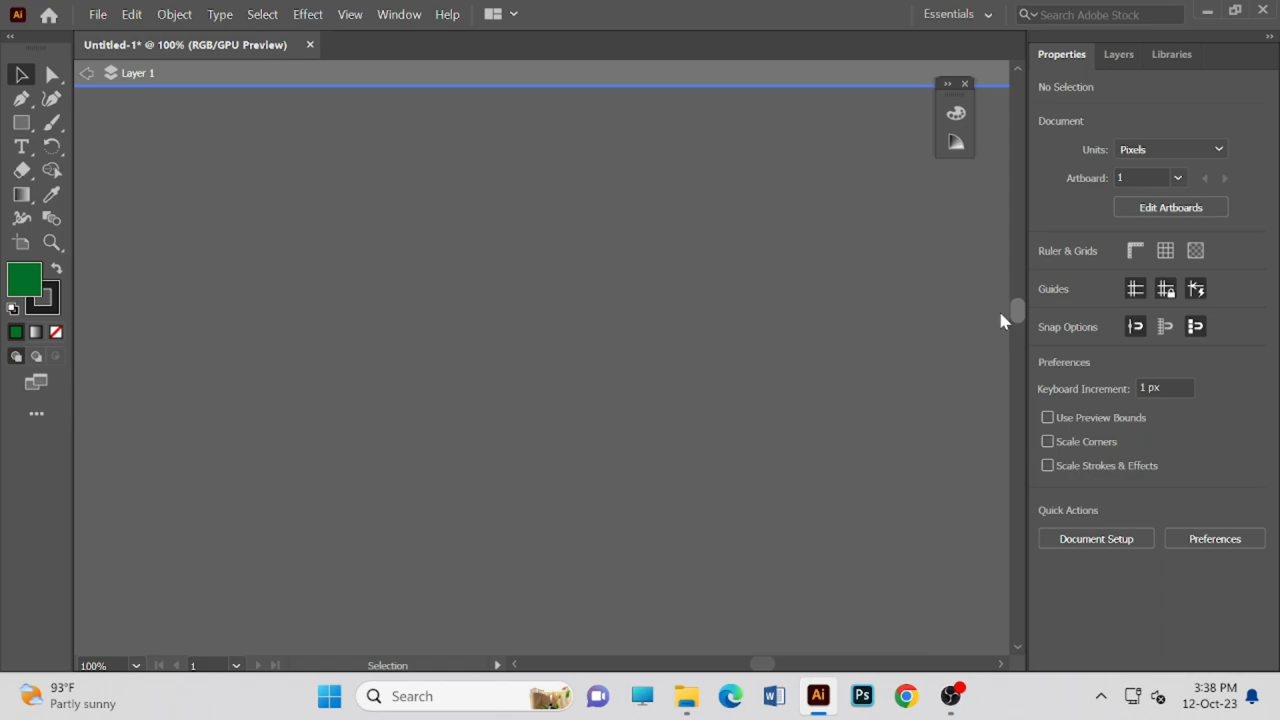 Ai File Edit Object Type Select Effect View Window Help Essentials Search Adobe Stock
Untitled-1* @ 100% (RGB/GPU Preview)
Properties Layers Libraries
Layer 1
No Selection
Document
Units: Pixels
Artboard: 1
Edit Artboards
Ruler & Grids
Guides
Snap Options
Preferences
Keyboard Increment: 1 px
Use Preview Bounds
Scale Corners
Scale Strokes & Effects
Quick Actions
Document Setup Preferences
100% 1 Selection
93°F
Partly sunny
Search
W
Ai
Ps
3:38 PM
12-Oct-23
T